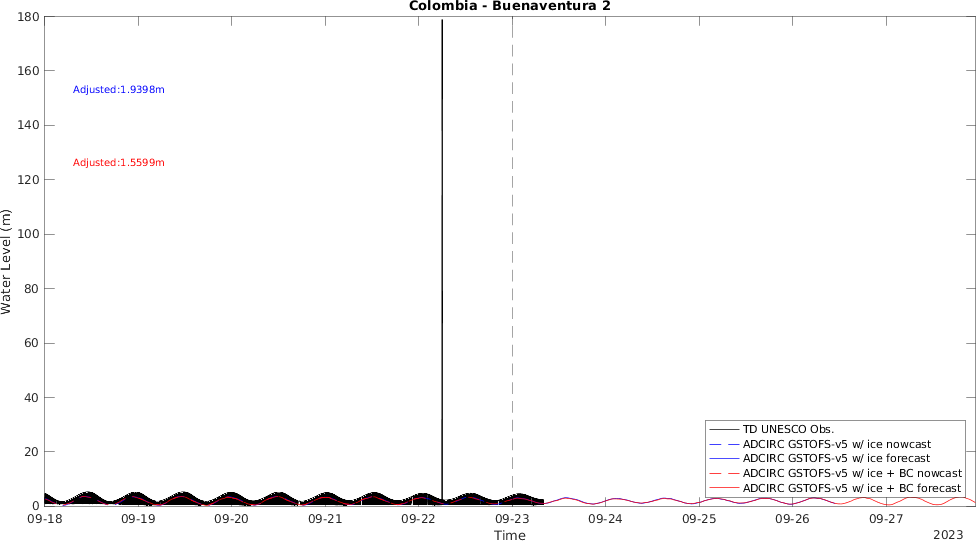 Colombia - Buenaventura 2
180
160
140
120
100
80
60
40
20
0
Water Level (m)
Adjusted:1.9398m
Adjusted:1.5599m
TD UNESCO Obs.
ADCIRC GSTOFS-v5 w/ ice nowcast
ADCIRC GSTOFS-v5 w/ ice forecast
ADCIRC GSTOFS-v5 w/ ice + BC nowcast
ADCIRC GSTOFS-v5 w/ ice + BC forecast
09-18 09-19 09-20 09-21 09-22 09-23 09-24 09-25 09-26 09-27
Time
2023